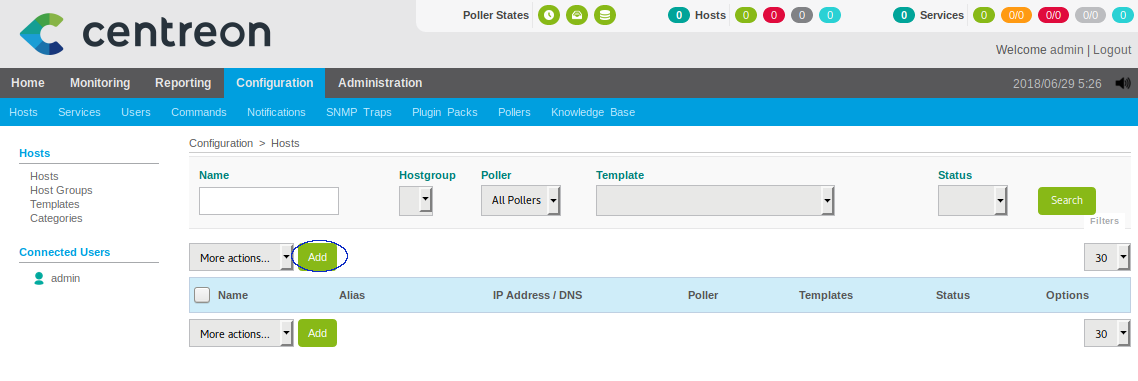 centreon
Poller States 0 Hosts 0 0 0 0 0 Services 0 0/0 0/0 0/0 0
Welcome admin | Logout
Home Monitoring Reporting Configuration Administration 2018/06/29 5:26
Hosts Services Users Commands Notifications SNMP Traps Plugin Packs Pollers Knowledge Base
Hosts
Hosts
Host Groups
Templates
Categories
Connected Users
admin
Configuration > Hosts
Name Hostgroup Poller Template Status
All Pollers Search
Filters
More actions... Add 30
Name Alias IP Address / DNS Poller Templates Status Options
More actions... Add 30